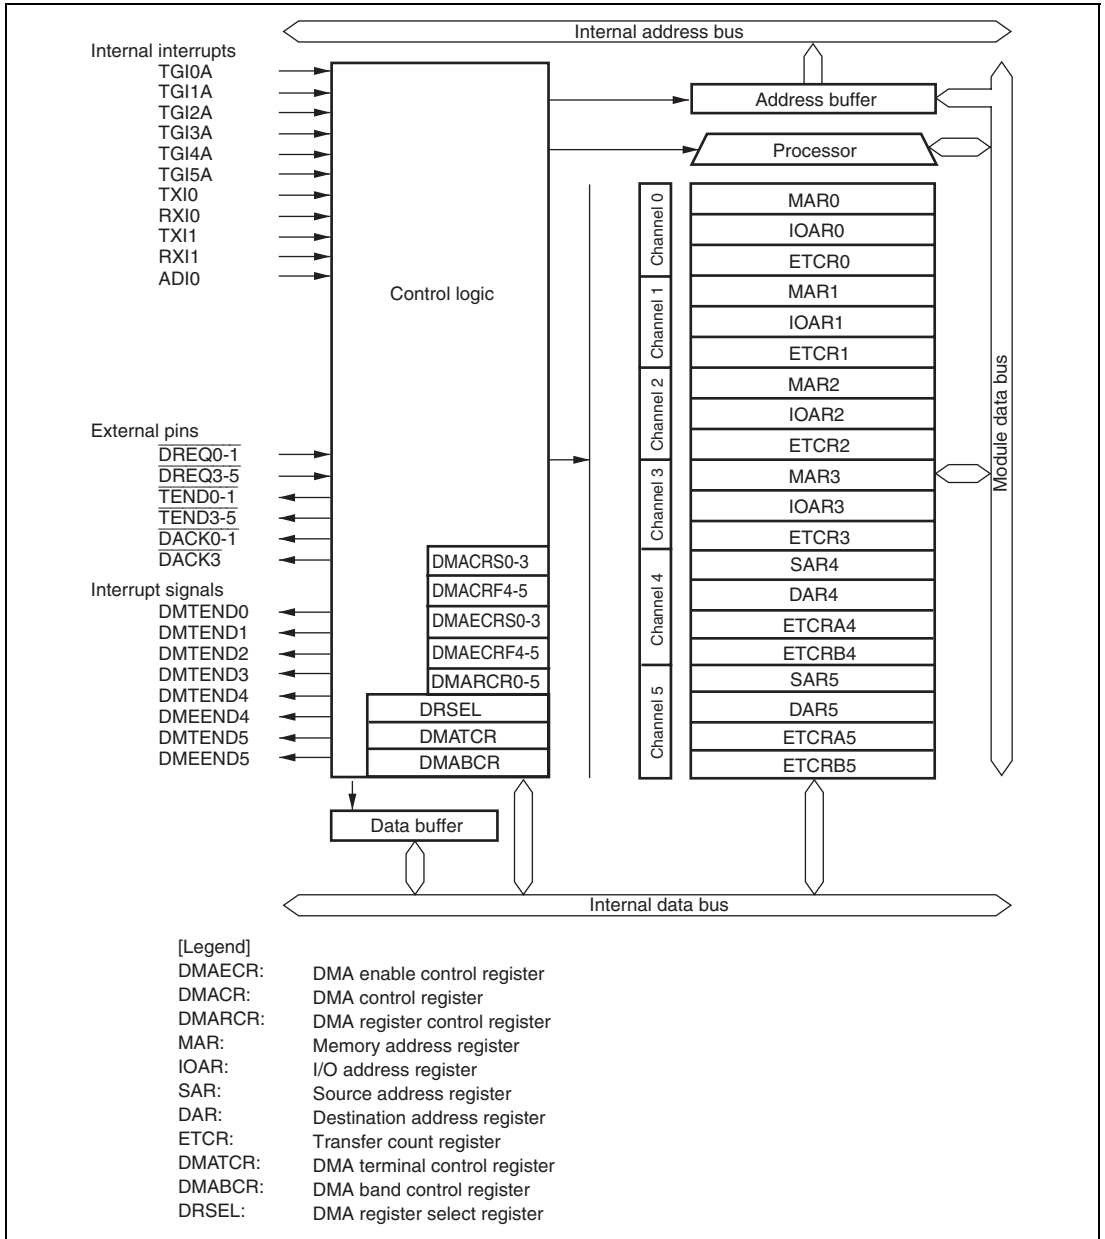 Internal address bus
Internal interrupts
TGI0A
TGI1A
TGI2A
TGI3A
TGI4A
TGI5A
TXI0
RXI0
TXI1
RXI1
ADI0
Control logic
Address buffer
Processor
External pins
DREQ0-1
DREQ3-5
TEND0-1
TEND3-5
DACK0-1
DACK3
Interrupt signals
DMTEND0
DMTEND1
DMTEND2
DMTEND3
DMTEND4
DMEEND4
DMTEND5
DMEEND5
DMACRS0-3
DMACRF4-5
DMAECRS0-3
DMAECRF4-5
DMARCR0-5
DRSEL
DMATCR
DMABCR
Channel 0
Channel 1
Channel 2
Channel 3
Channel 4
Channel 5
MAR0
IOAR0
ETCR0
MAR1
IOAR1
ETCR1
MAR2
IOAR2
ETCR2
MAR3
IOAR3
ETCR3
SAR4
DAR4
ETCRA4
ETCRB4
SAR5
DAR5
ETCRA5
ETCRB5
Module data bus
Data buffer
Internal data bus
[Legend]
DMAECR: DMA enable control register
DMACR: DMA control register
DMARCR: DMA register control register
MAR: Memory address register
IOAR: I/O address register
SAR: Source address register
DAR: Destination address register
ETCR: Transfer count register
DMATCR: DMA terminal control register
DMABCR: DMA band control register
DRSEL: DMA register select register